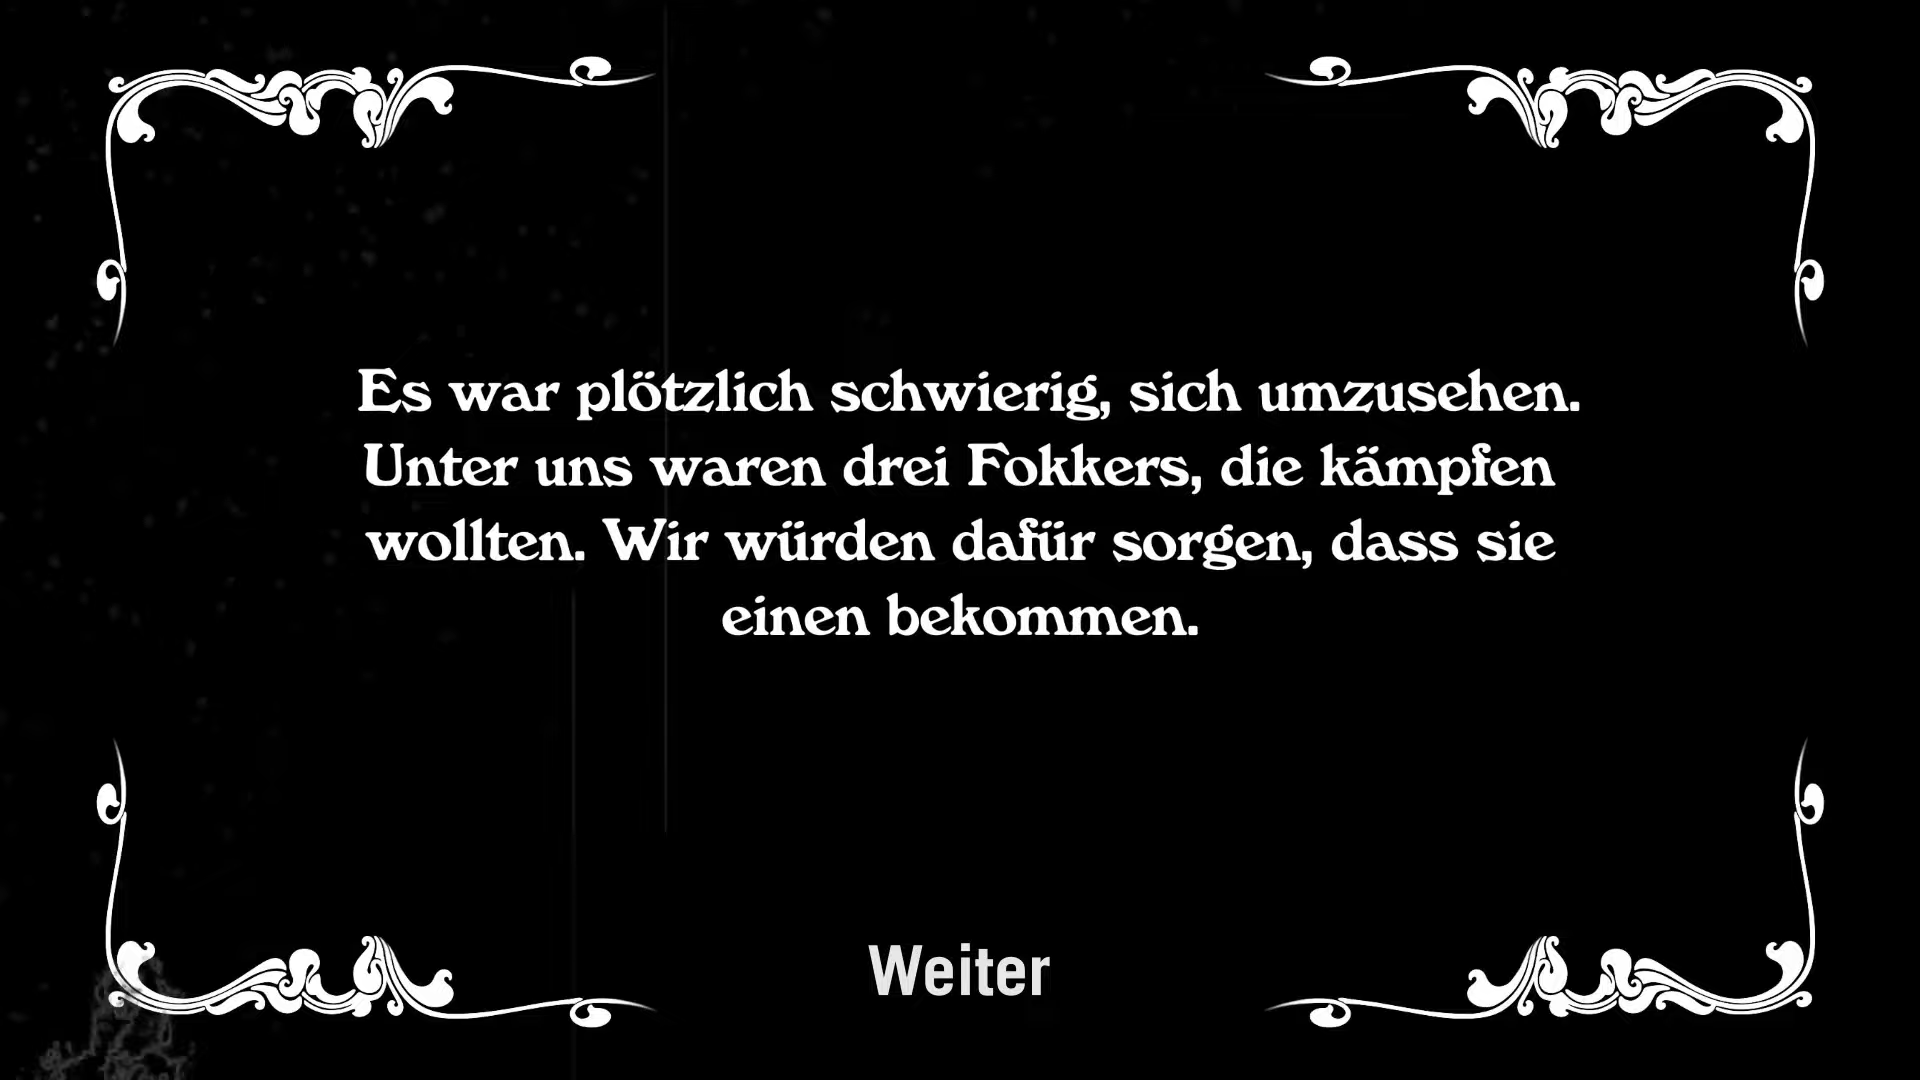 Es war plötzlich schwierig, sich umzusehen.
Unter uns waren drei Fokkers, die kämpfen
wollten. Wir würden dafür sorgen, dass sie
einen bekommen.
Weiter